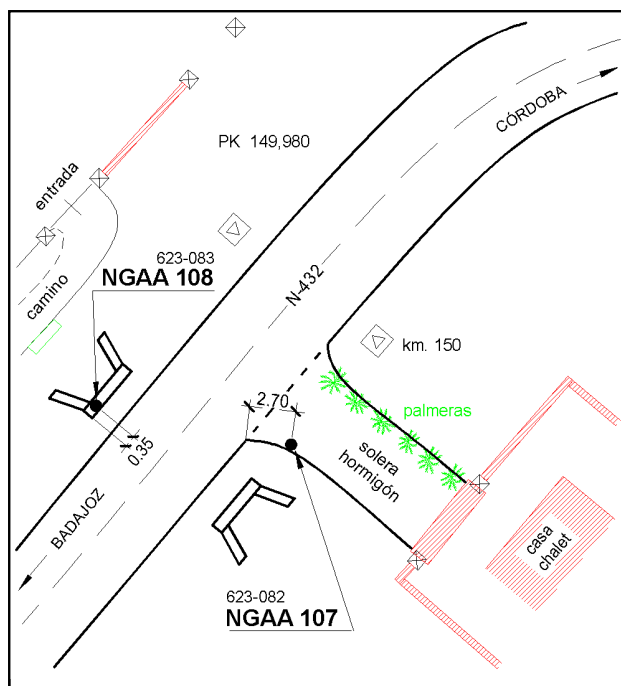 CÓRDOBA
PK 149,980
entrada
623-083
NGAA 108
camino
N-432
km. 150
2.70
palmeras
solera
hormigón
0.35
BADAJOZ
casa
chalet
623-082
NGAA 107